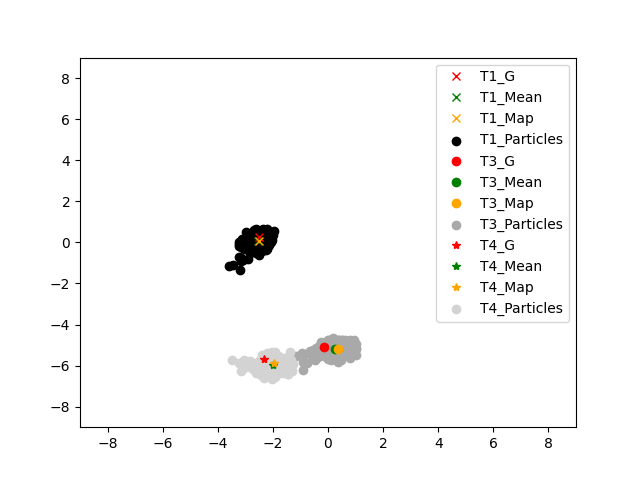 8
6
4
2
0
−2
−4
−6
−8
−8 −6 −4 −2 0 2 4 6 8
T1_G
T1_Mean
T1_Map
T1_Particles
T3_G
T3_Mean
T3_Map
T3_Particles
T4_G
T4_Mean
T4_Map
T4_Particles